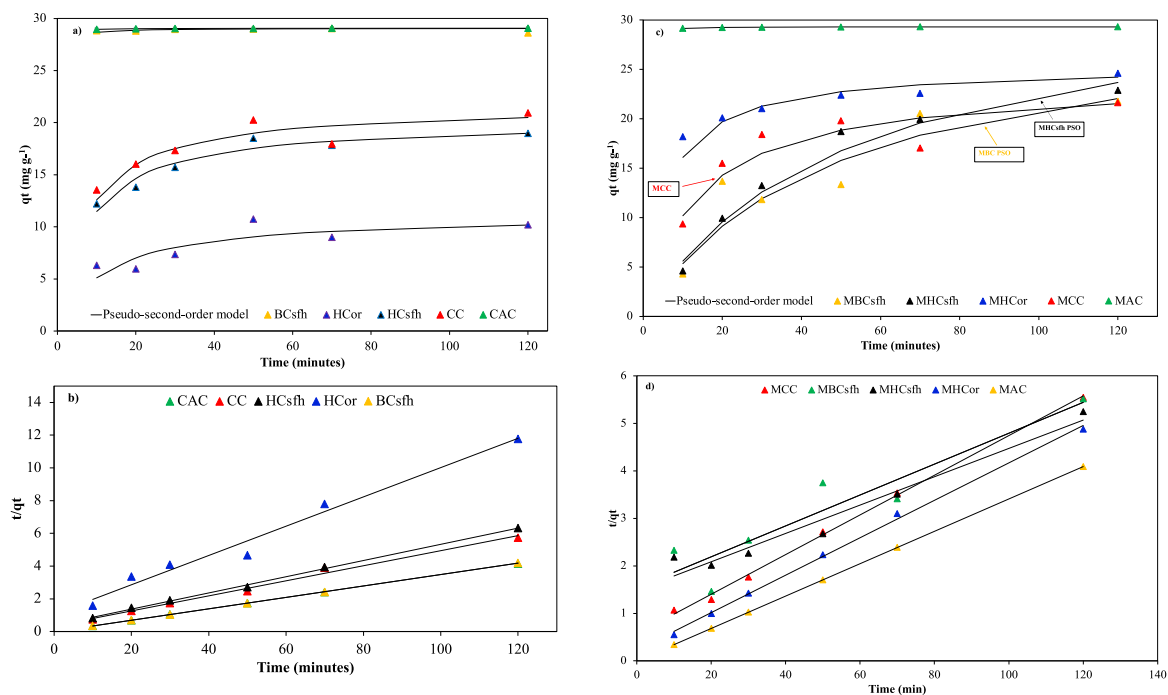 a)
qt (mg g-1)
30
25
20
15
10
5
0
Pseudo-second-order model BCsfh HCor HCsfh CC CAC
0 20 40 60 80 100 120
Time (minutes)
c)
qt (mg g-1)
30
25
20
15
10
5
0
MCC
MHCsfh PSO
MBC PSO
Pseudo-second-order model MBCsfh MHCsfh MHCor MCC MAC
0 20 40 60 80 100 120
Time (minutes)
b)
CAC CC HCsfh HCor BCsfh
t/qt
14
12
10
8
6
4
2
0
0 20 40 60 80 100 120
Time (minutes)
d)
MCC MBCsfh MHCsfh MHCor MAC
t/qt
6
5
4
3
2
1
0
0 20 40 60 80 100 120 140
Time (min)